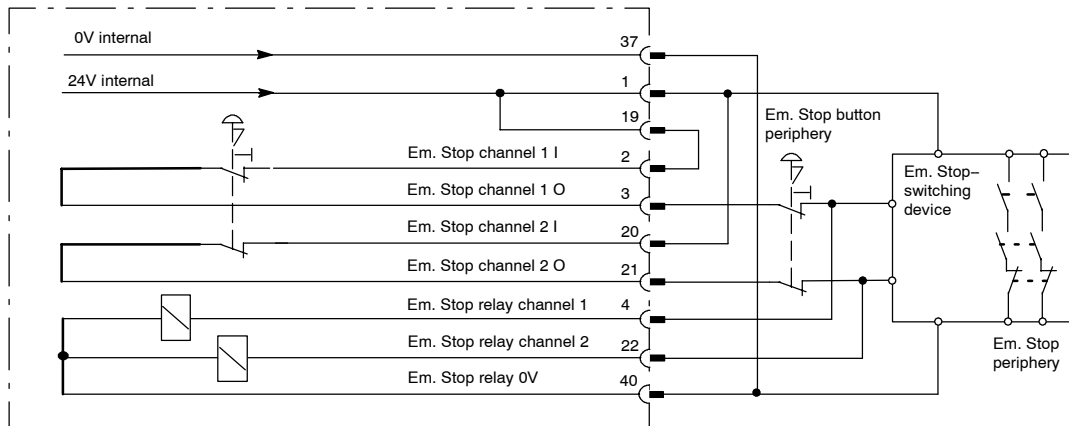 0V internal
37
24V internal
1
19
Em. Stop button
periphery
Em. Stop channel 1 I
2
Em. Stop–
switching
device
Em. Stop channel 1 O
3
Em. Stop channel 2 I
20
Em. Stop channel 2 O
21
Em. Stop relay channel 1
4
Em. Stop relay channel 2
22
Em. Stop
periphery
Em. Stop relay 0V
40